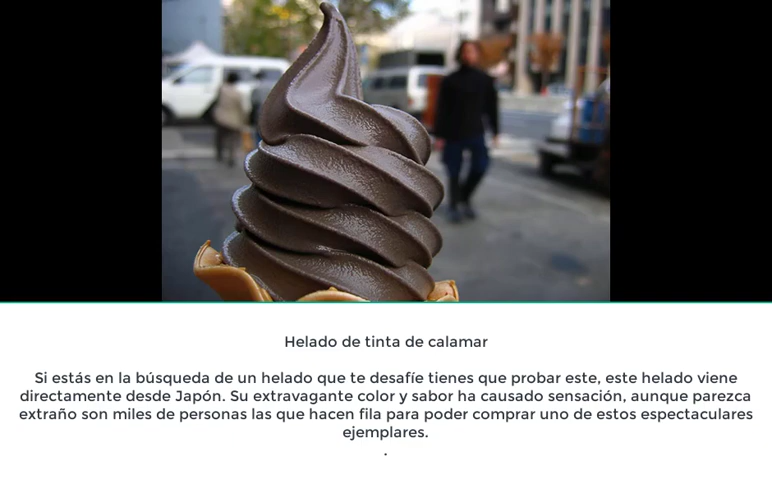 Helado de tinta de calamar
Si estás en la búsqueda de un helado que te desafíe tienes que probar este, este helado viene
directamente desde Japón. Su extravagante color y sabor ha causado sensación, aunque parezca
extraño son miles de personas las que hacen fila para poder comprar uno de estos espectaculares
ejemplares.
.